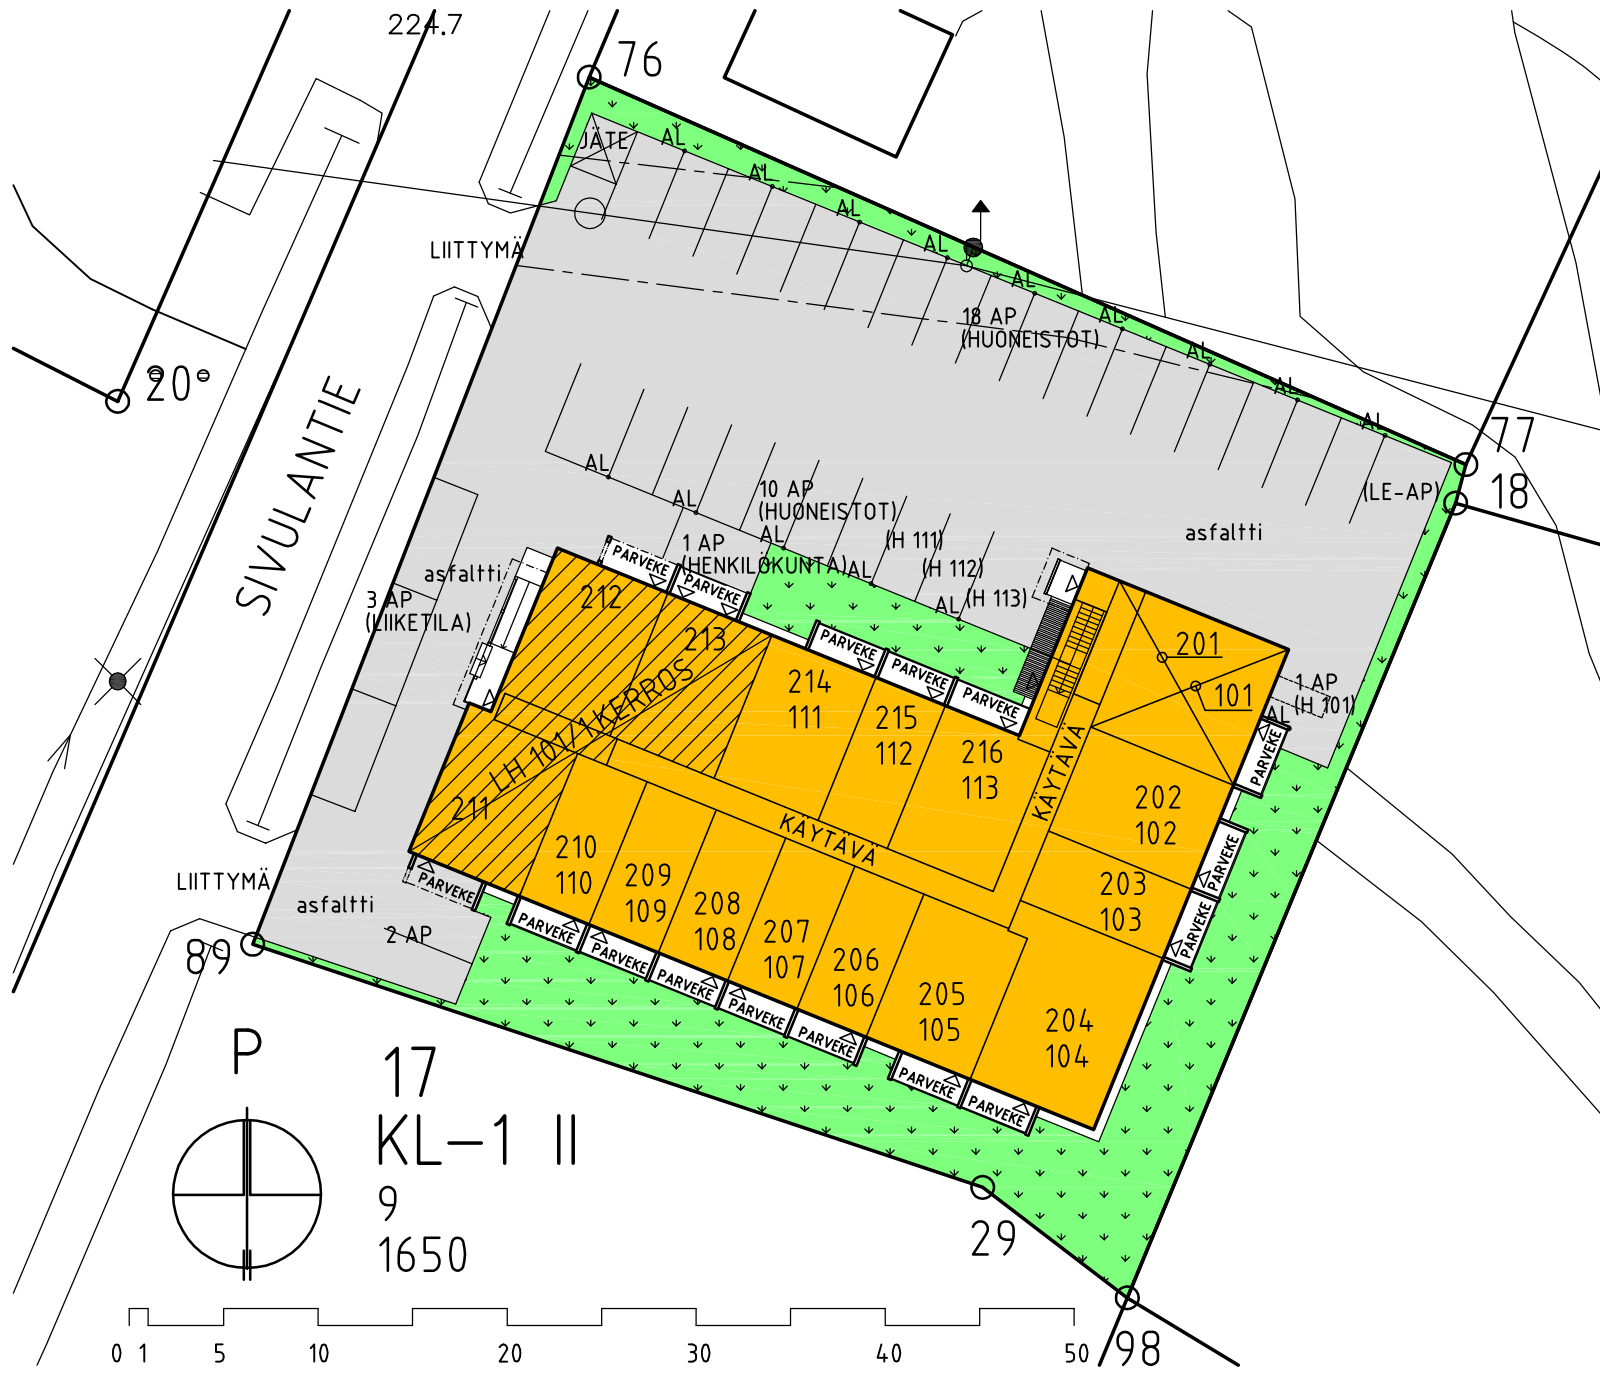 224.7
76
JÄTE
AL
AL
AL
AL
AL
AL
AL
AL
AL
LIITTYMÄ
18 AP
(HUONEISTOT)
20
77
18
(LE-AP)
SIVULANTIE
AL
AL
AL
AL
AL
10 AP
(HUONEISTOT)
1 AP
(HENKILÖKUNTA)
(H 111)
(H 112)
(H 113)
asfaltti
asfaltti
3 AP
(LIIKETILA)
PARVEKE
PARVEKE
PARVEKE
PARVEKE
PARVEKE
212
213
LH 101/1.KERROS
211
214
111
215
112
216
113
201
101
1 AP
(H 101)
AL
PARVEKE
PARVEKE
PARVEKE
KÄYTÄVÄ
KÄYTÄVÄ
202
102
203
103
204
104
205
105
206
106
207
107
208
108
209
109
210
110
LIITTYMÄ
asfaltti
2 AP
PARVEKE
PARVEKE
PARVEKE
PARVEKE
PARVEKE
PARVEKE
PARVEKE
PARVEKE
89
P
17
KL-1 II
9
1650
29
98
0 1 5 10 20 30 40 50